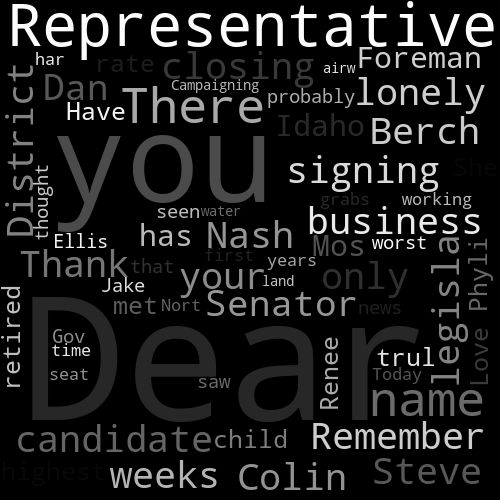 Representative
har rate closing airw Foreman
Dan Campaigning lonely
Have There probably Idaho Berch
District you signing She
thought seen water grabs working
Ellis has Nash business
Thank that first Mos worst
Jake your years only legisla
met Nort Senator land news Love Phyli
retired Gov Dear
time trul
seat saw Renee Today
name
candidate child Remember
highest weeks Colin Steve